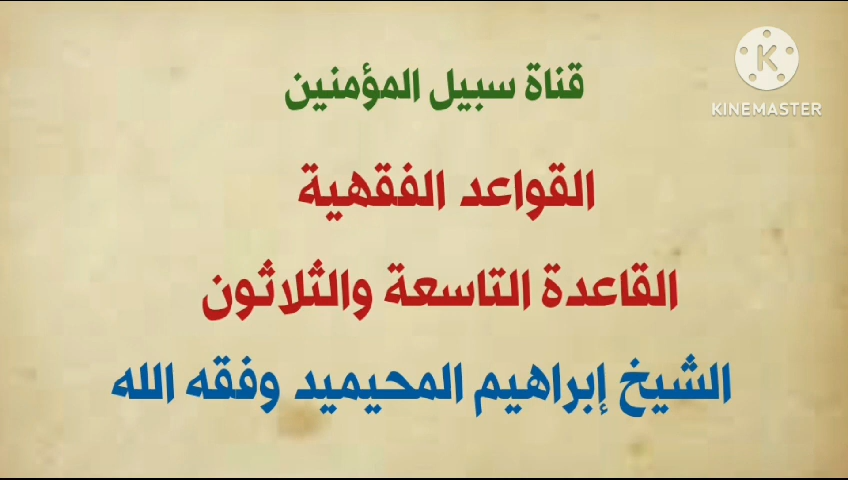 قناة سبيل المؤمنين
KINEMASTER
القواعد الفقهية
القاعدة التاسعة والثلاثون
الشيخ إبراهيم المحيميد وفقه الله